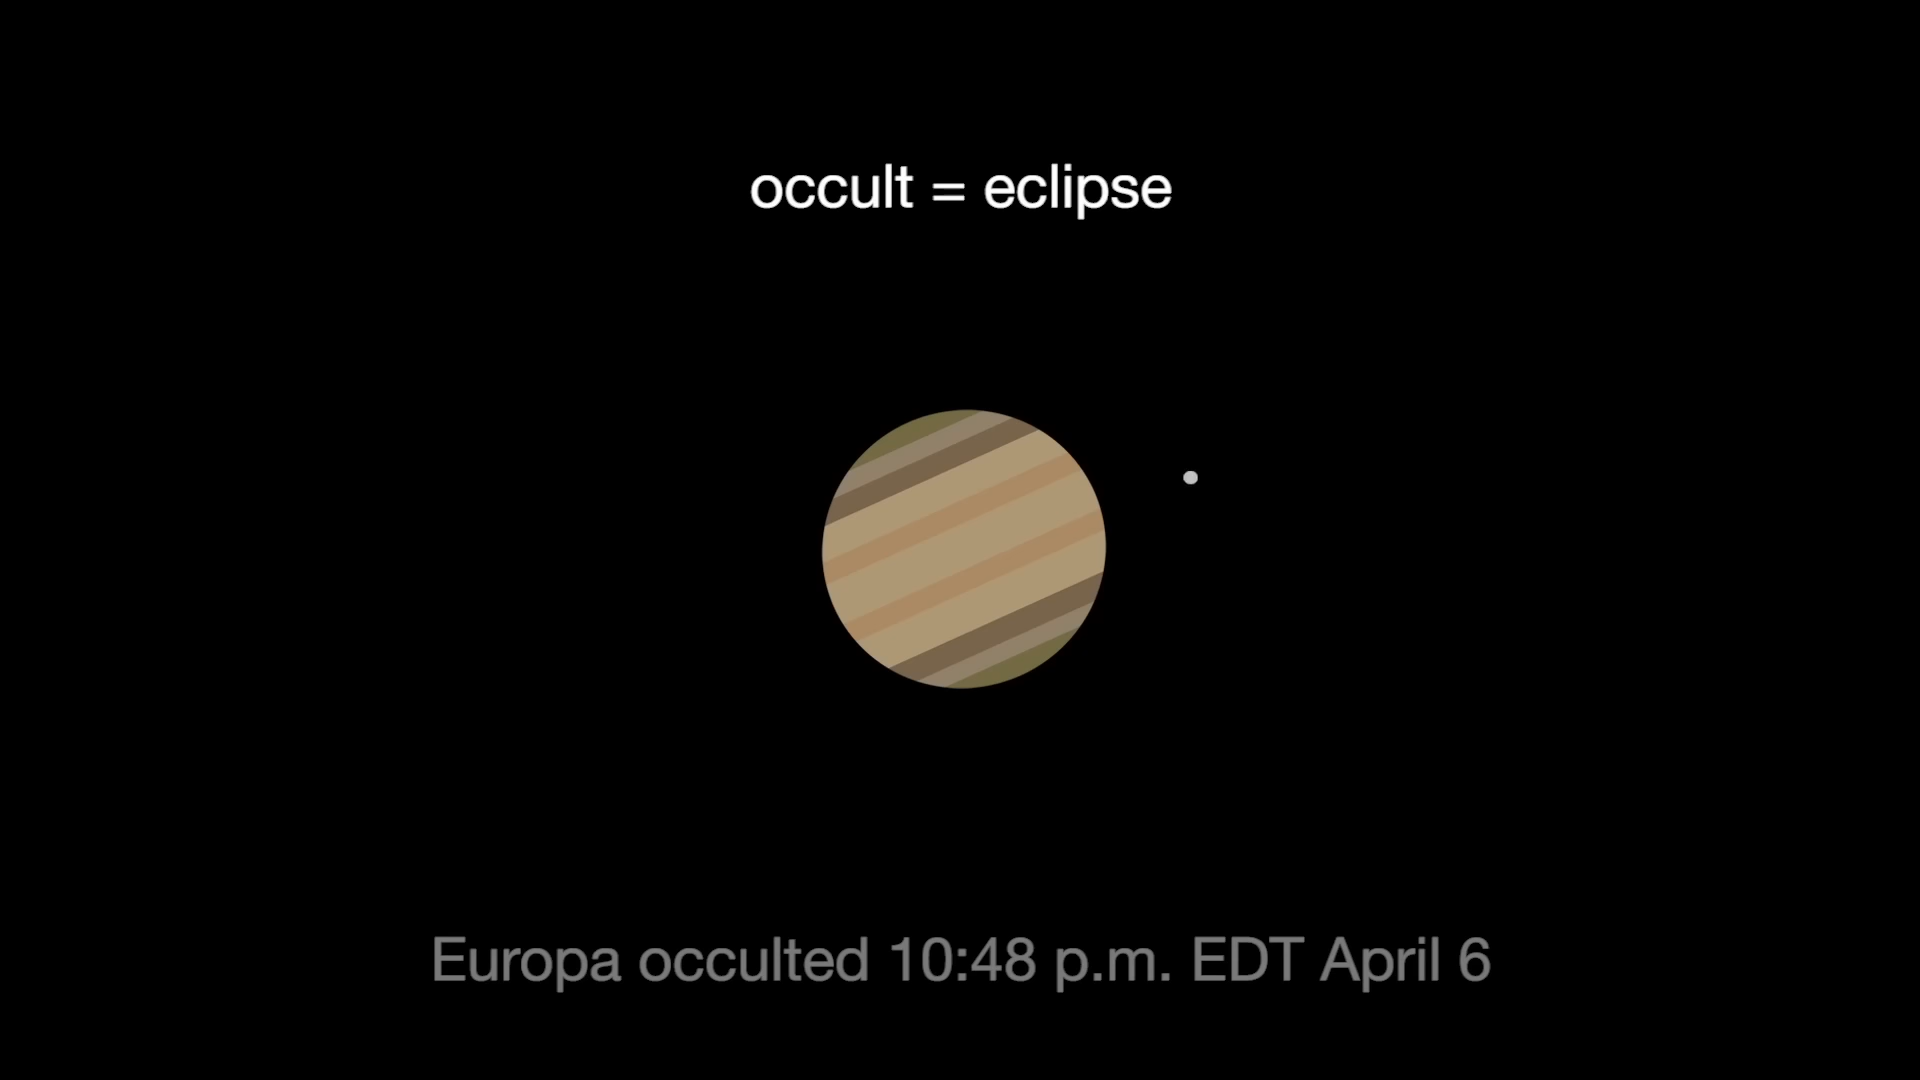 occult = eclipse
Europa occulted 10:48 p.m. EDT April 6